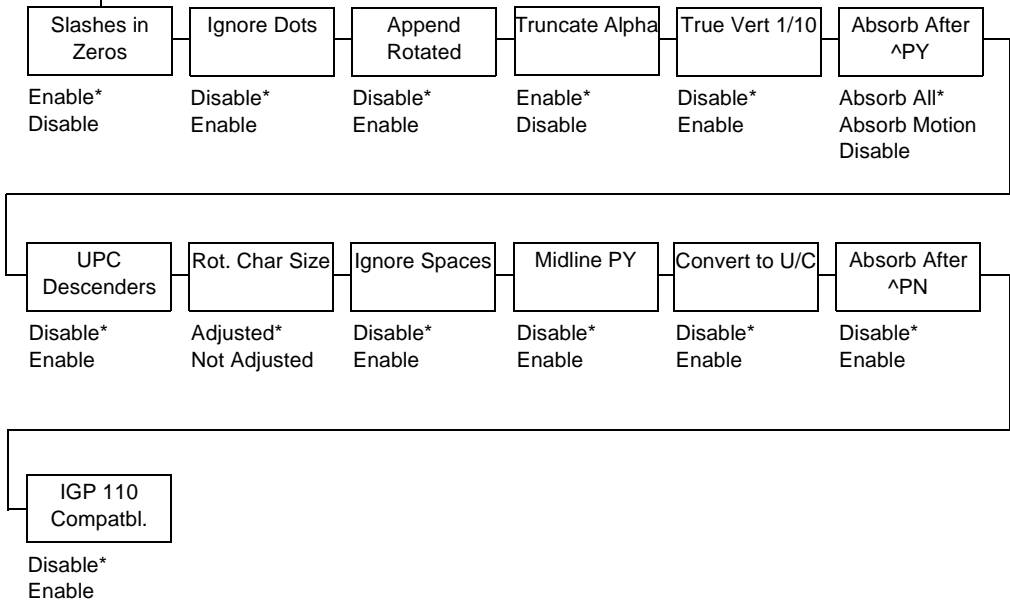 Slashes in
Zeros
Enable*
Disable
Ignore Dots
Disable*
Enable
Append
Rotated
Disable*
Enable
Truncate Alpha
Enable*
Disable
True Vert 1/10
Disable*
Enable
Absorb After
^PY
Absorb All*
Absorb Motion
Disable
UPC
Descenders
Disable*
Enable
Rot. Char Size
Adjusted*
Not Adjusted
Ignore Spaces
Disable*
Enable
Midline PY
Disable*
Enable
Convert to U/C
Disable*
Enable
Absorb After
^PN
Disable*
Enable
IGP 110
Compatbl.
Disable*
Enable